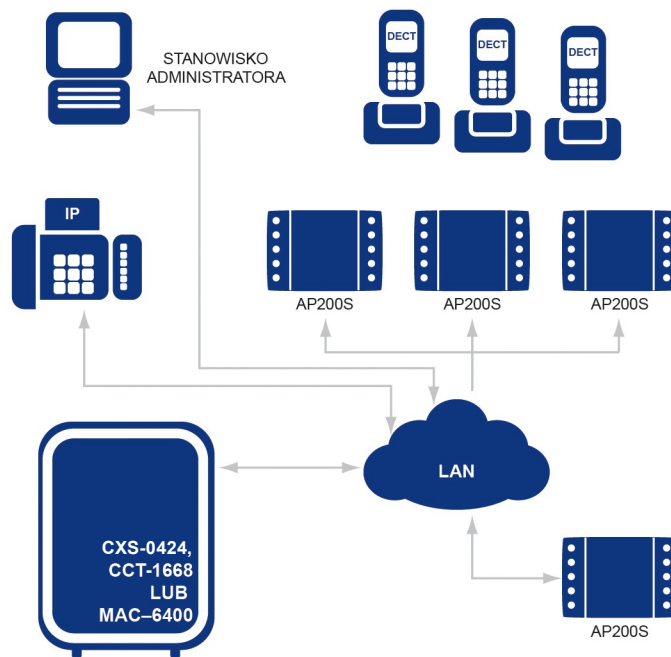 STANOWISKO
ADMINISTRATORA
DECT
DECT
DECT
IP
AP200S
AP200S
AP200S
LAN
CXS-0424,
CCT-1668
LUB
MAC–6400
AP200S